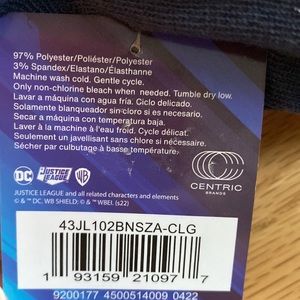 97% Polyester/Poliéster/Polyester
3% Spandex/Elastano/Élasthanne
Machine wash cold. Gentle cycle.
Only non-chlorine bleach when needed. Tumble dry low.
Lavar a máquina con agua fría. Ciclo delicado.
Solamente blanqueador sin-cloro si es necesario.
Secar a máquina con temperatura baja.
Laver à la machine à l'eau froid. Cycle délicat.
Seulement un javellisant sans chlore si nécessaire.
Sécher par culbutage à basse température.
DC JUSTICE LEAGUE WB
CENTRIC
BRANDS
JUSTICE LEAGUE and all related characters and elements
© & ™ DC. WB SHIELD: © & ™ WBEI. (s22)
43JL102BNSZA-CLG
1 93159 21097 7
9200177 4500514009 0422